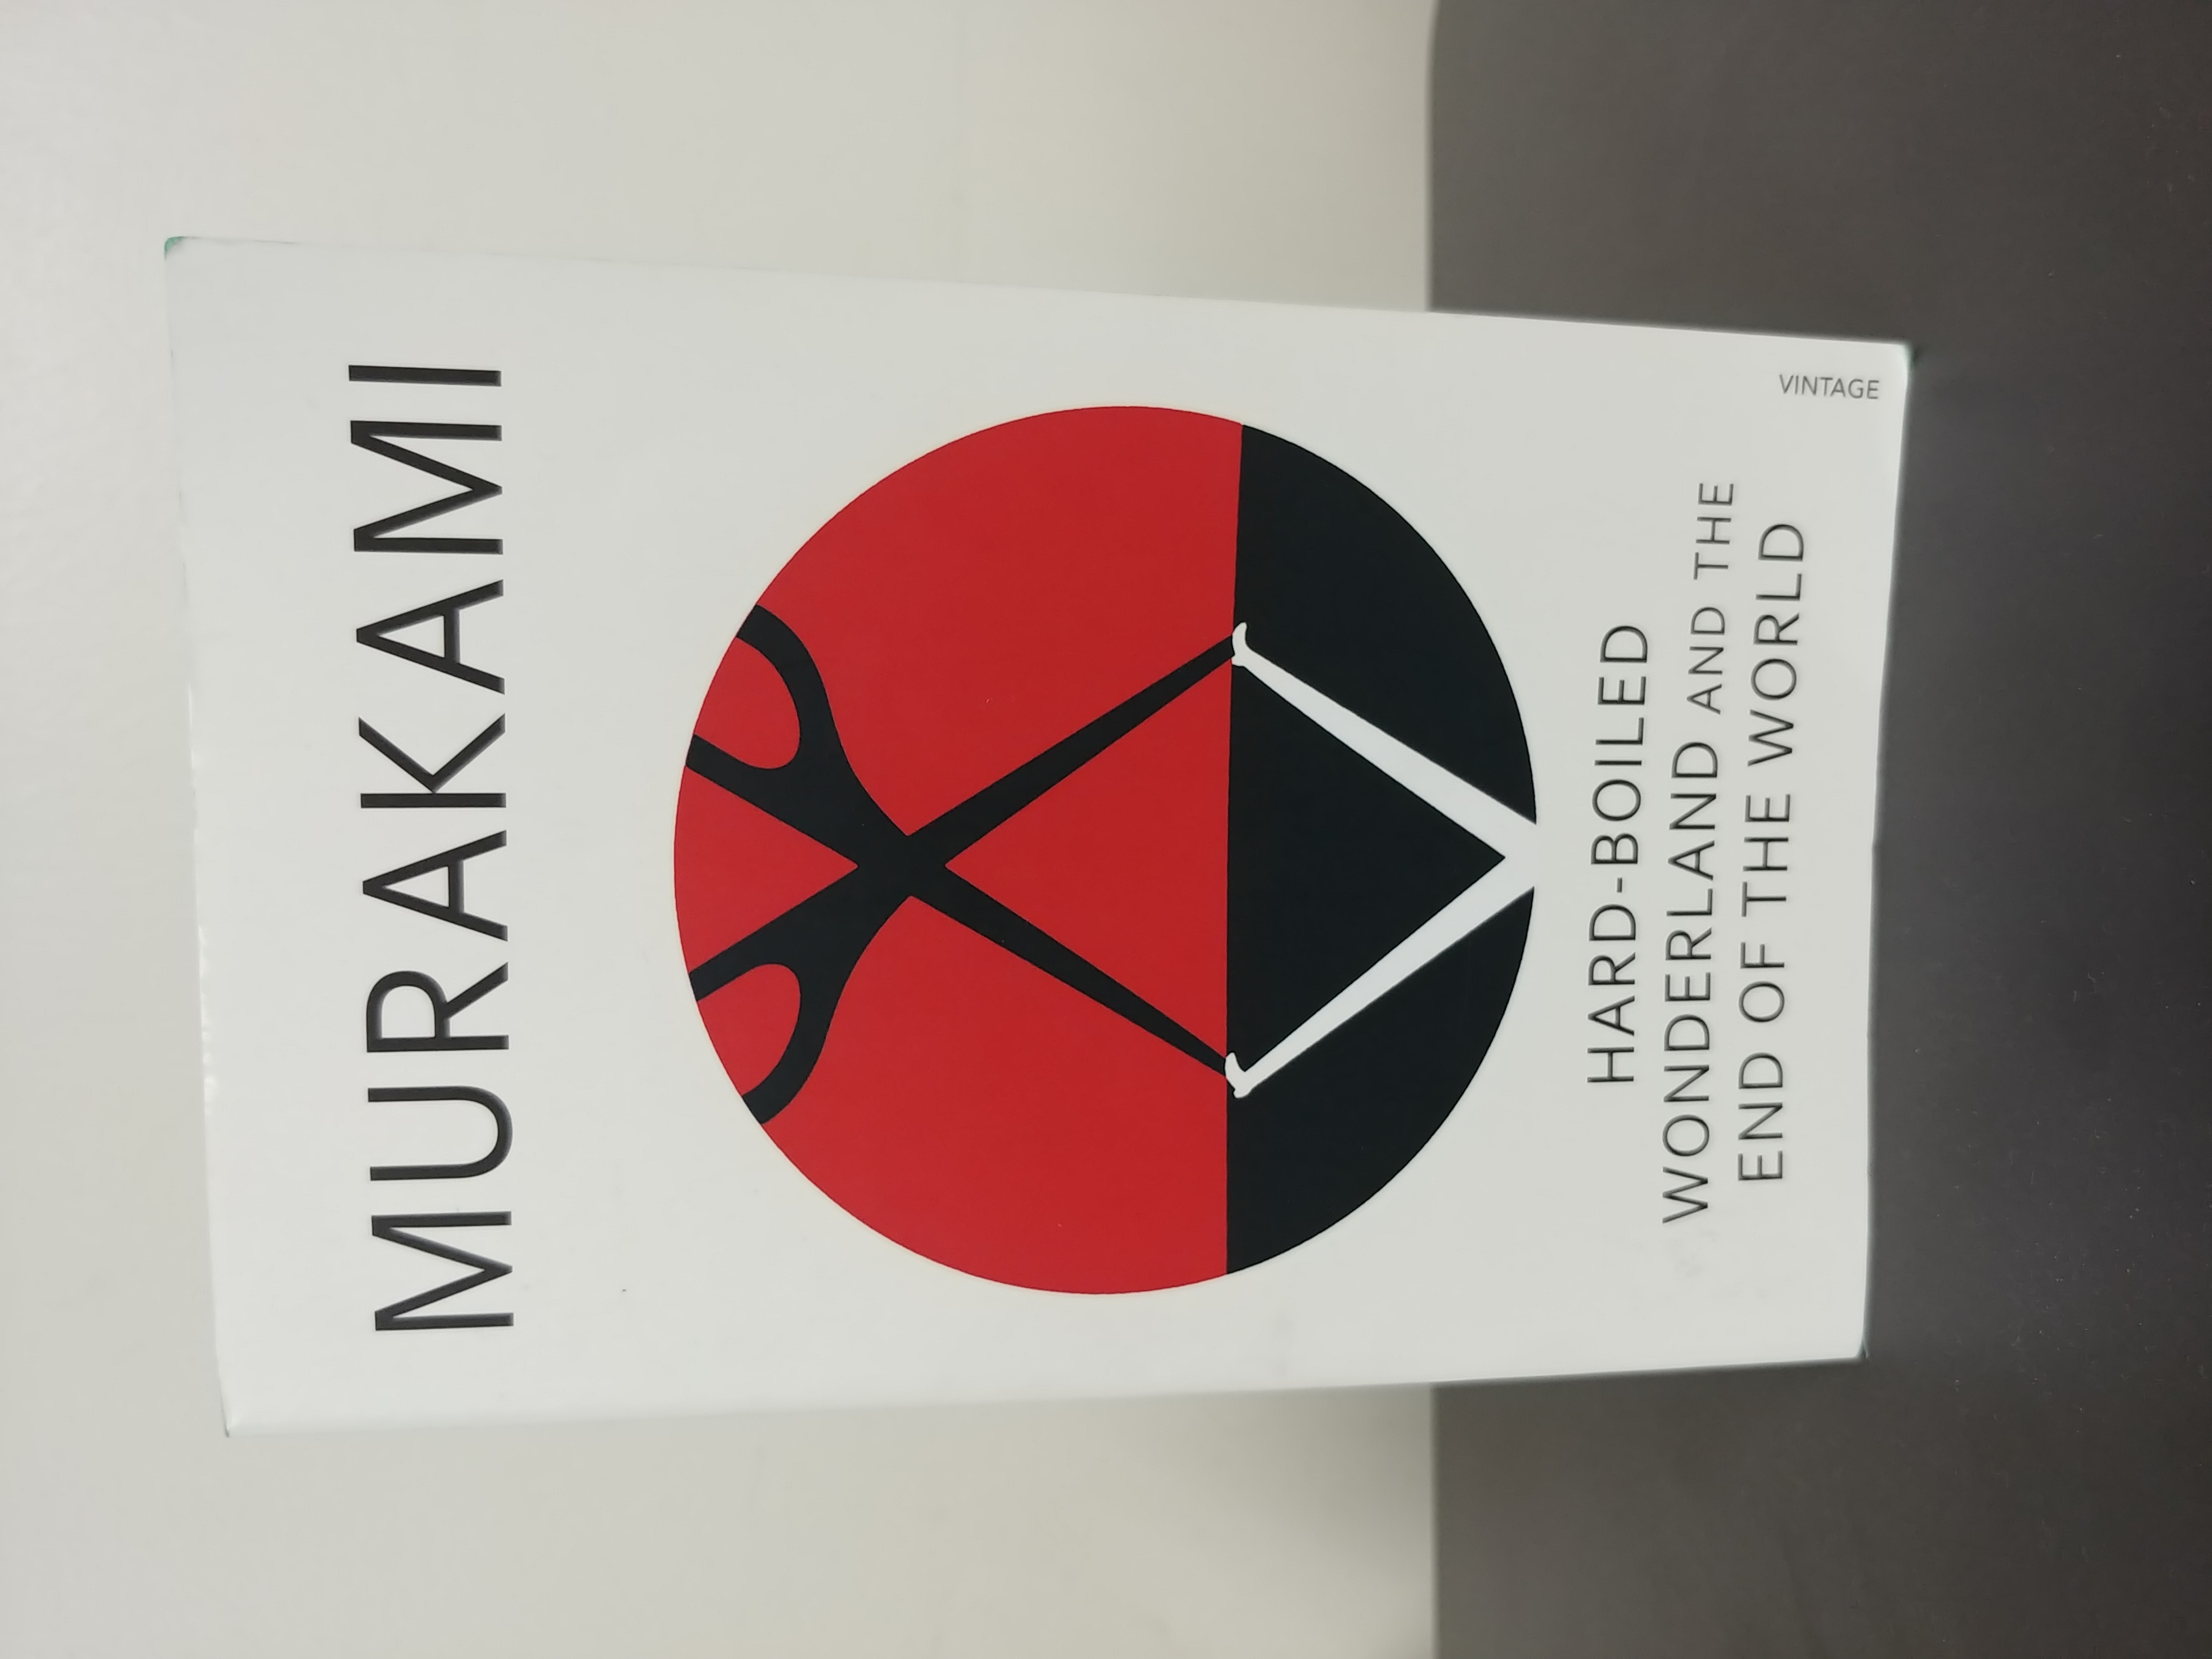 MURAKAMI
HARD-BOILED
WONDERLAND AND THE
END OF THE WORLD
VINTAGE